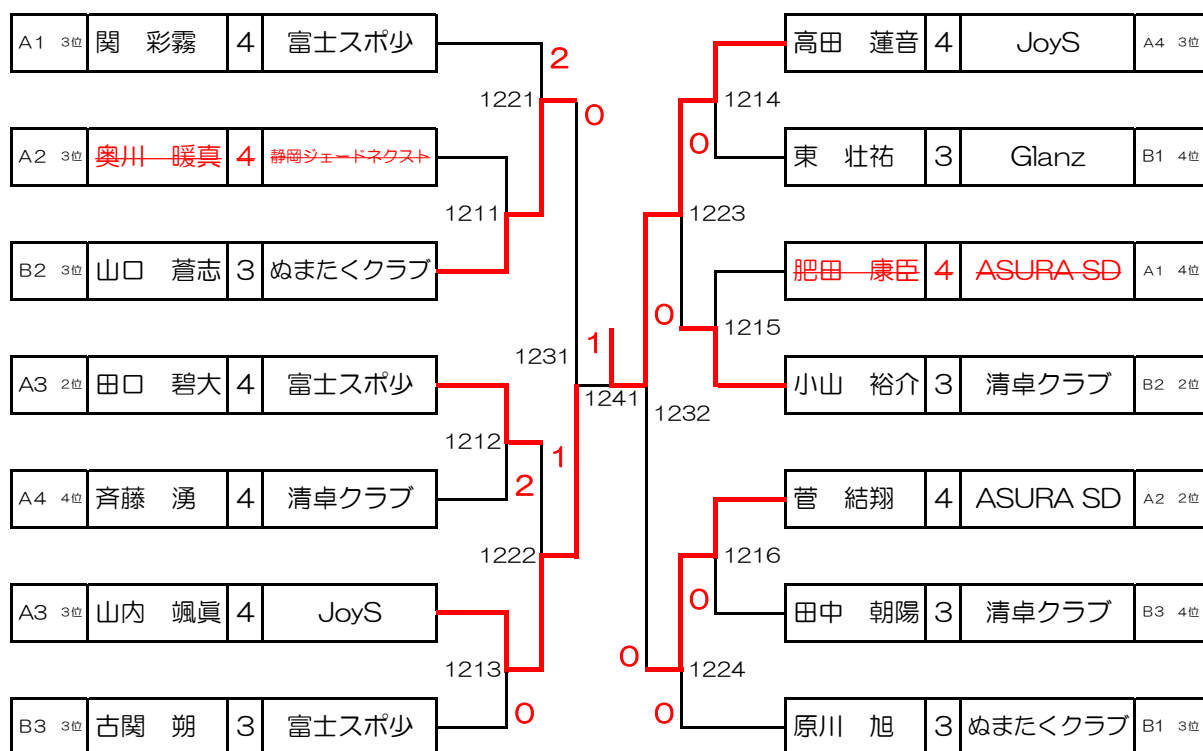 A1 3位 関 彩霧 4 富士スポ少
2
1221
0
A2 3位 奥川 暖真 4 静岡ジェードネクスト
1211
B2 3位 山口 蒼志 3 ぬまたくクラブ
1231
A3 2位 田口 碧大 4 富士スポ少
1212
1
2
A4 4位 斉藤 湧 4 清卓クラブ
1222
A3 3位 山内 颯眞 4 JoyS
1213
0
B3 3位 古関 朔 3 富士スポ少
1
1241
高田 蓮音 4 JoyS A4 3位
1214
0
東 壮祐 3 Glanz B1 4位
1223
肥田 康臣 4 ASURA SD A1 4位
0
1215
小山 裕介 3 清卓クラブ B2 2位
1232
菅 結翔 4 ASURA SD A2 2位
1216
0
田中 朝陽 3 清卓クラブ B3 4位
0
1224
0
原川 旭 3 ぬまたくクラブ B1 3位